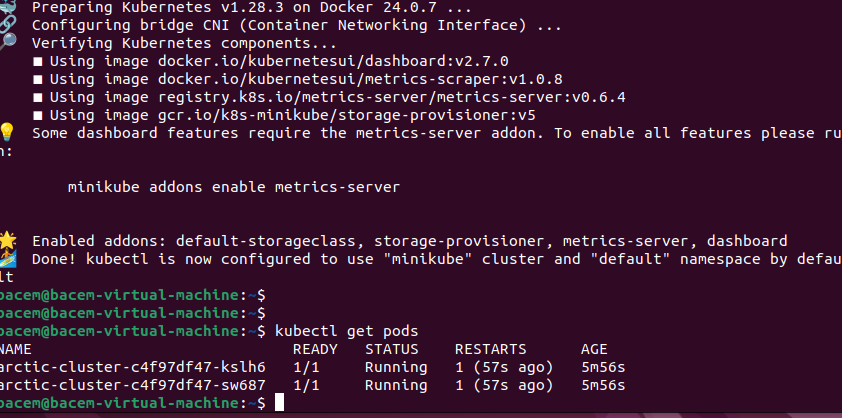 Preparing Kubernetes v1.28.3 on Docker 24.0.7 ...
Configuring bridge CNI (Container Networking Interface) ...
Verifying Kubernetes components...
Using image docker.io/kubernetesui/dashboard:v2.7.0
Using image docker.io/kubernetesui/metrics-scraper:v1.0.8
Using image registry.k8s.io/metrics-server/metrics-server:v0.6.4
Using image gcr.io/k8s-minikube/storage-provisioner:v5
Some dashboard features require the metrics-server addon. To enable all features please ru
n:
minikube addons enable metrics-server
Enabled addons: default-storageclass, storage-provisioner, metrics-server, dashboard
Done! kubectl is now configured to use "minikube" cluster and "default" namespace by defau
lt
bacem@bacem-virtual-machine:~$
bacem@bacem-virtual-machine:~$
bacem@bacem-virtual-machine:~$ kubectl get pods
NAME READY STATUS RESTARTS AGE
arctic-cluster-c4f97df47-kslh6 1/1 Running 1 (57s ago) 5m56s
arctic-cluster-c4f97df47-sw687 1/1 Running 1 (57s ago) 5m56s
bacem@bacem-virtual-machine:~$